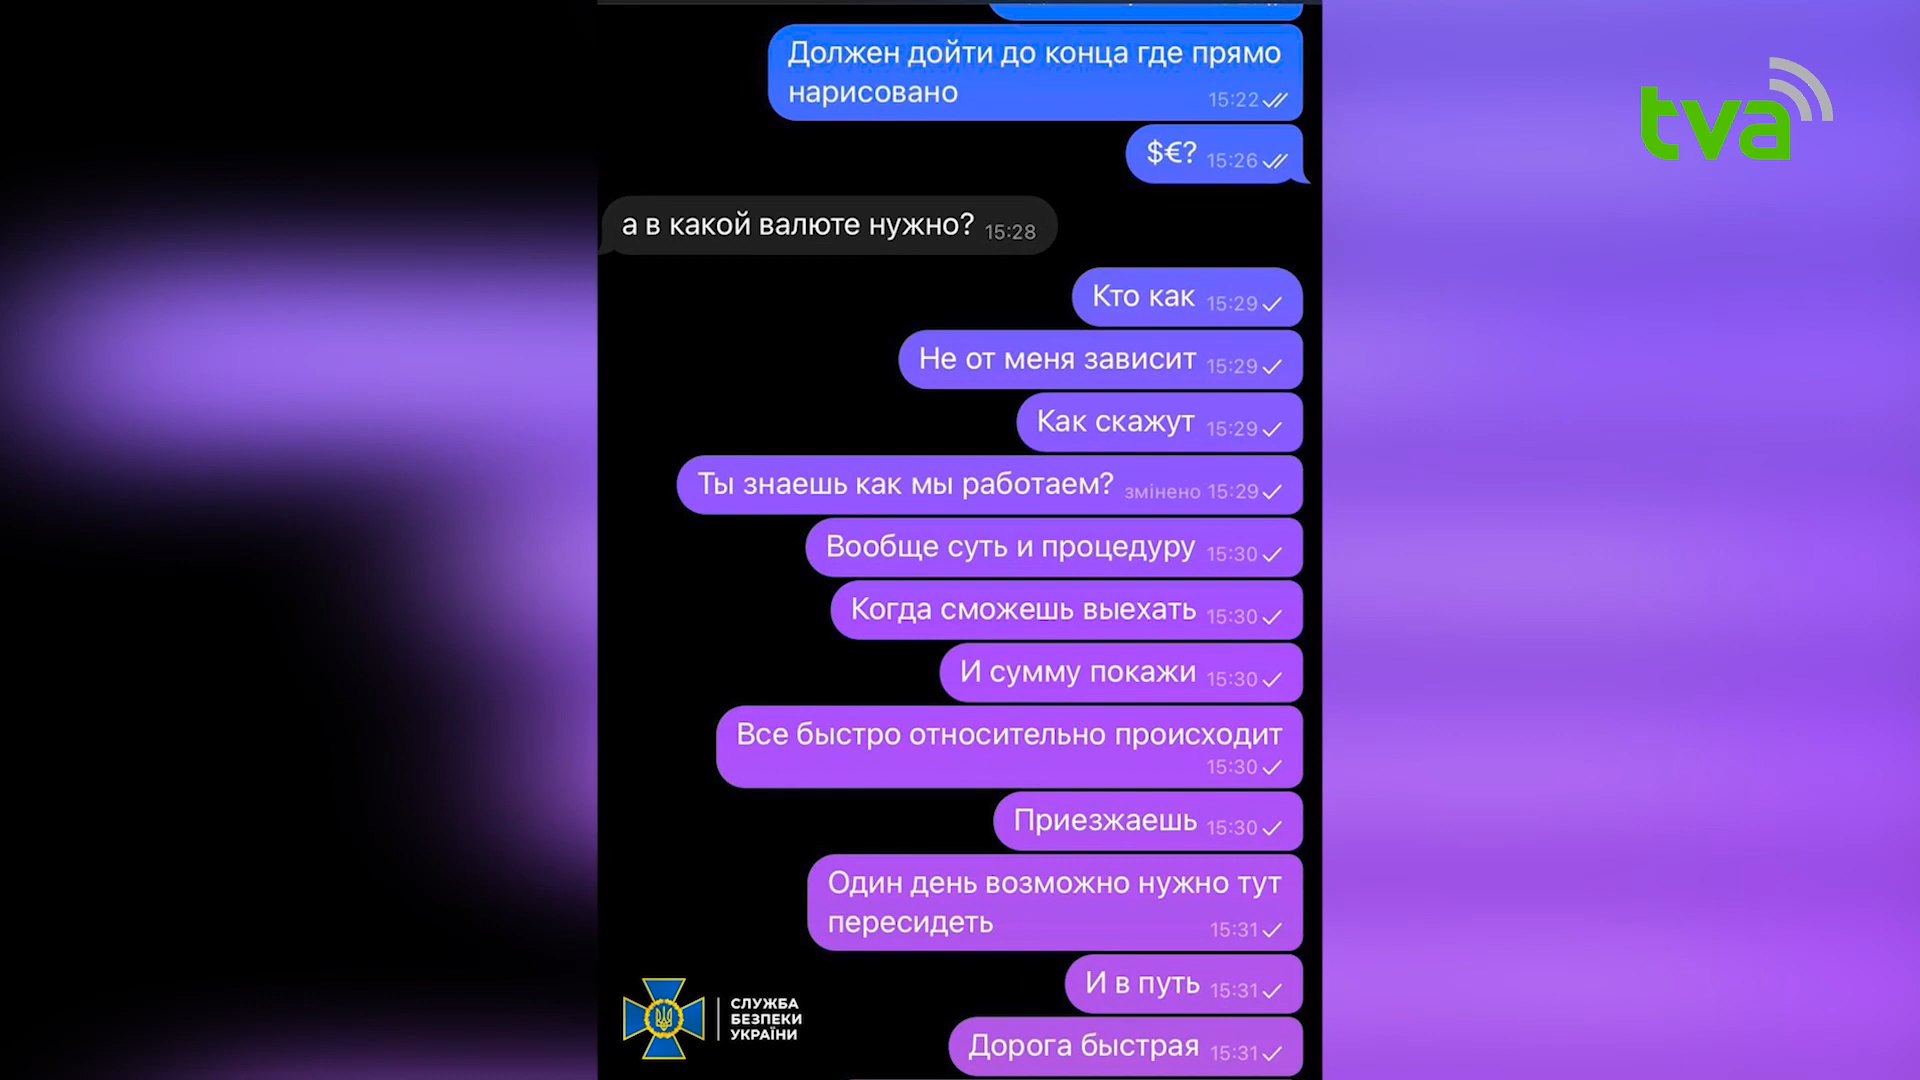 Должен дойти до конца где прямо
нарисовано 15:22
$€? 15:26
а в какой валюте нужно? 15:28
Кто как 15:29
Не от меня зависит 15:29
Как скажут 15:29
Ты знаешь как мы работаем? змінено 15:29
Вообще суть и процедуру 15:30
Когда сможешь выехать 15:30
И сумму покажи 15:30
Все быстро относительно происходит
15:30
Приезжаешь 15:30
Один день возможно нужно тут
пересидеть 15:31
И в путь 15:31
Дорога быстрая 15:31
tva
СЛУЖБА
БЕЗПЕКИ
УКРАЇНИ